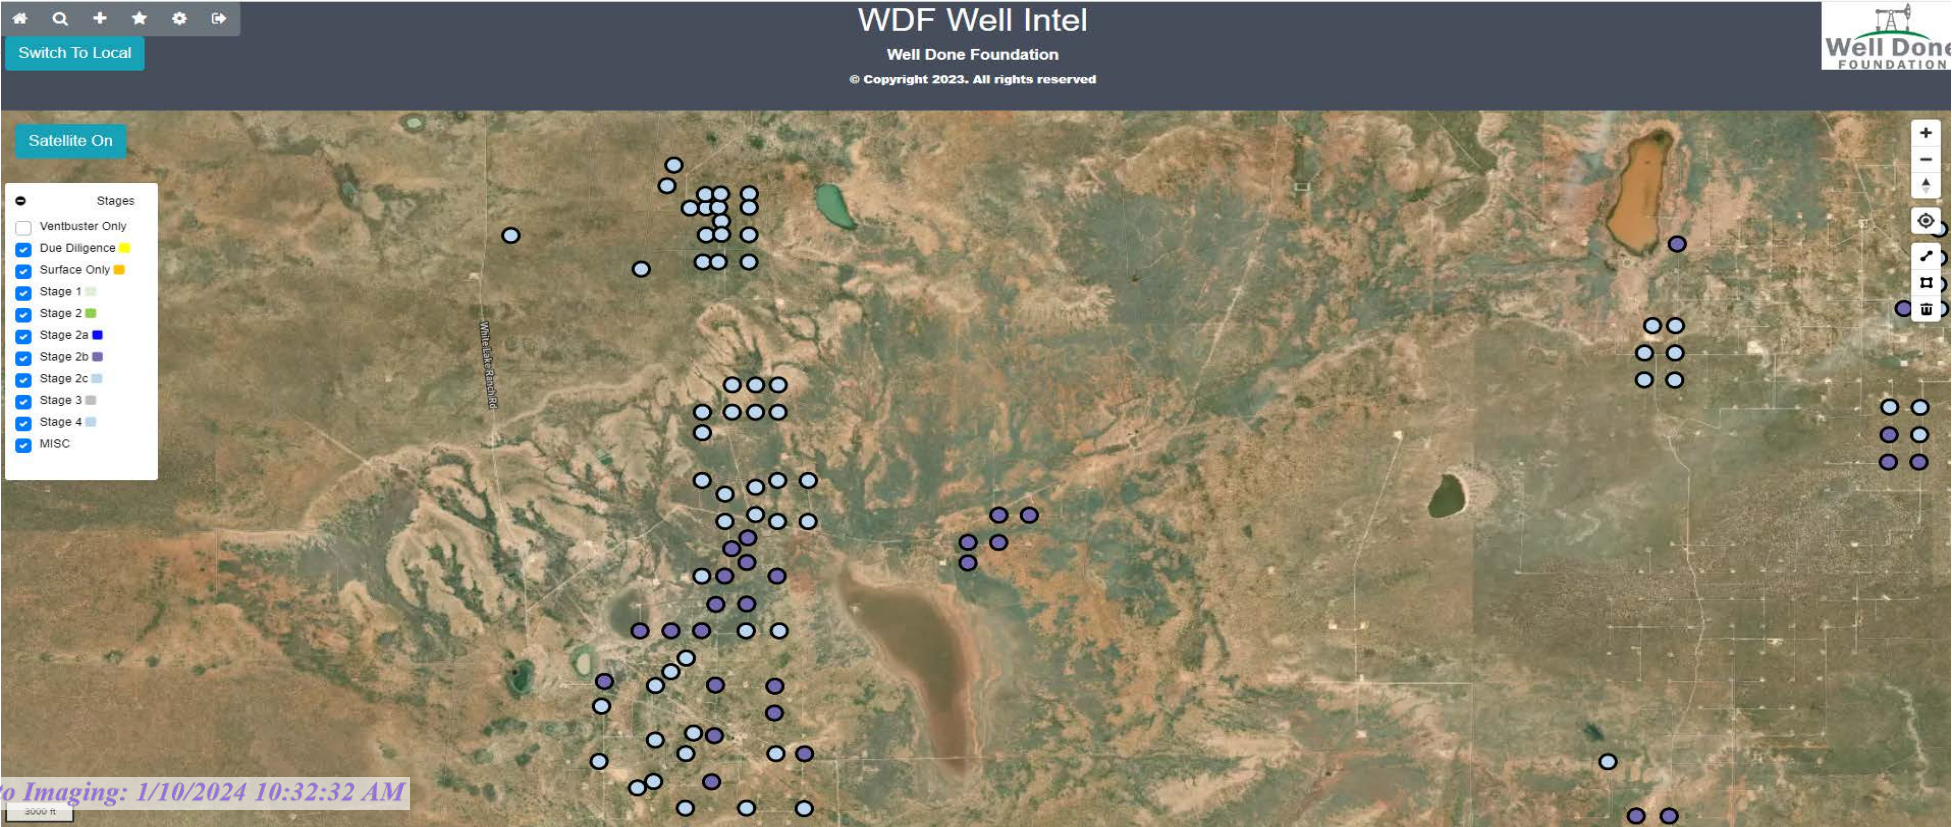 WDF Well Intel
Well Done Foundation
© Copyright 2023. All rights reserved
Switch To Local
Well Done
FOUNDATION
Satellite On
Stages
Ventbuster Only
Due Diligence
Surface Only
Stage 1
Stage 2
Stage 2a
Stage 2b
Stage 2c
Stage 3
Stage 4
MISC
White Lake Ranch Rd
o Imaging: 1/10/2024 10:32:32 AM
3000 ft